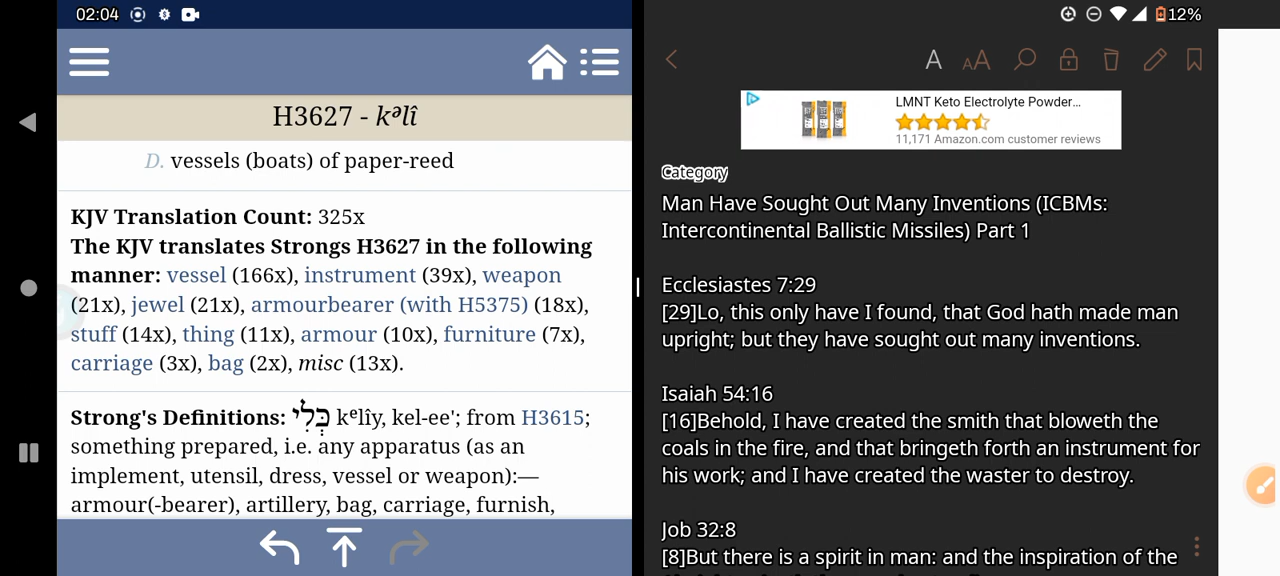 02:04
12%
H3627 - kᵊlî
D. vessels (boats) of paper-reed
KJV Translation Count: 325x
The KJV translates Strongs H3627 in the following
manner: vessel (166x), instrument (39x), weapon
(21x), jewel (21x), armourbearer (with H5375) (18x),
stuff (14x), thing (11x), armour (10x), furniture (7x),
carriage (3x), bag (2x), misc (13x).
Strong's Definitions: כְּלִי kᵉlîy, kel-ee'; from H3615;
something prepared, i.e. any apparatus (as an
implement, utensil, dress, vessel or weapon):—
armour(-bearer), artillery, bag, carriage, furnish,
A AA
LMNT Keto Electrolyte Powder...
11,171 Amazon.com customer reviews
Category
Man Have Sought Out Many Inventions (ICBMs:
Intercontinental Ballistic Missiles) Part 1
Ecclesiastes 7:29
[29]Lo, this only have I found, that God hath made man
upright; but they have sought out many inventions.
Isaiah 54:16
[16]Behold, I have created the smith that bloweth the
coals in the fire, and that bringeth forth an instrument for
his work; and I have created the waster to destroy.
Job 32:8
[8]But there is a spirit in man: and the inspiration of the